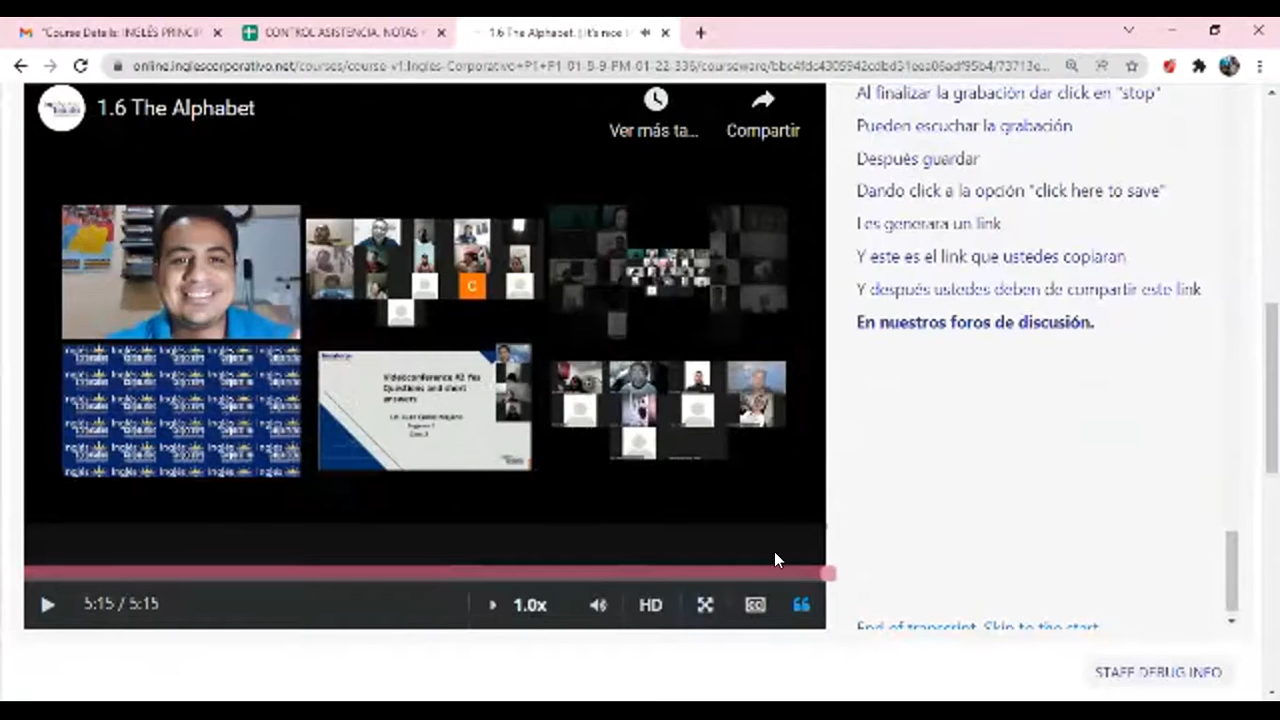 "Course Details: INGLÉS PRINCIP
CONTROL ASISTENCIA. NOTAS
1.6 The Alphabet. | It's nice
online.inglescorporativo.net/courses/course-v1:Ingles-Corporativo+P1+P1-01-8-9-PM-01-22-336/courseware/
1.6 The Alphabet
Ver más ta...
Compartir
Videoconference #2 Yes
Questions and short
answers
5:15 / 5:15
1.0x
HD
Al finalizar la grabación dar click en "stop"
Pueden escuchar la grabación
Después guardar
Dando click a la opción "click here to save"
Les generara un link
Y este es el link que ustedes copiaran
Y después ustedes deben de compartir este link
En nuestros foros de discusión.
End of transcript. Skip to the start.
STAFF DEBUG INFO